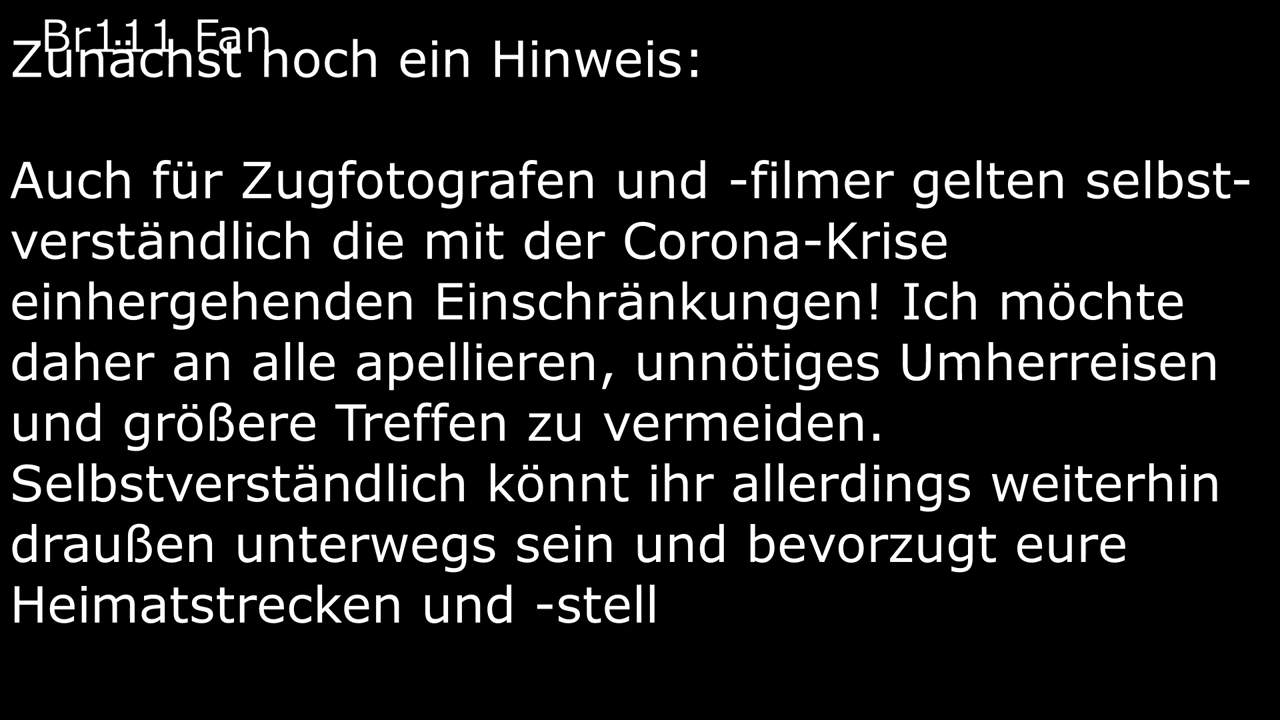 Br111 Fan
Zunächst noch ein Hinweis:
Auch für Zugfotografen und -filmer gelten selbst-
verständlich die mit der Corona-Krise
einhergehenden Einschränkungen! Ich möchte
daher an alle apellieren, unnötiges Umherreisen
und größere Treffen zu vermeiden.
Selbstverständlich könnt ihr allerdings weiterhin
draußen unterwegs sein und bevorzugt eure
Heimatstrecken und -stell